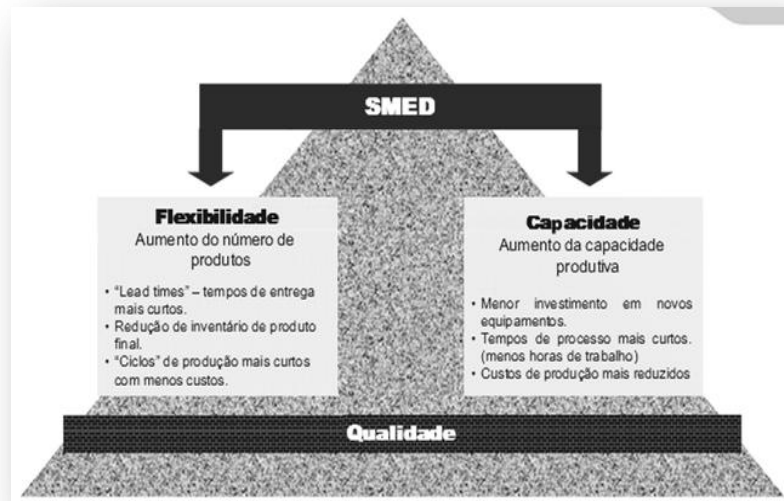 SMED
Flexibilidade
Aumento do número de
produtos
• “Lead times” – tempos de entrega
mais curtos.
• Redução de inventário de produto
final.
• “Ciclos” de produção mais curtos
com menos custos.
Capacidade
Aumento da capacidade
produtiva
• Menor investimento em novos
equipamentos.
• Tempos de processo mais curtos.
(menos horas de trabalho)
• Custos de produção mais reduzidos
Qualidade